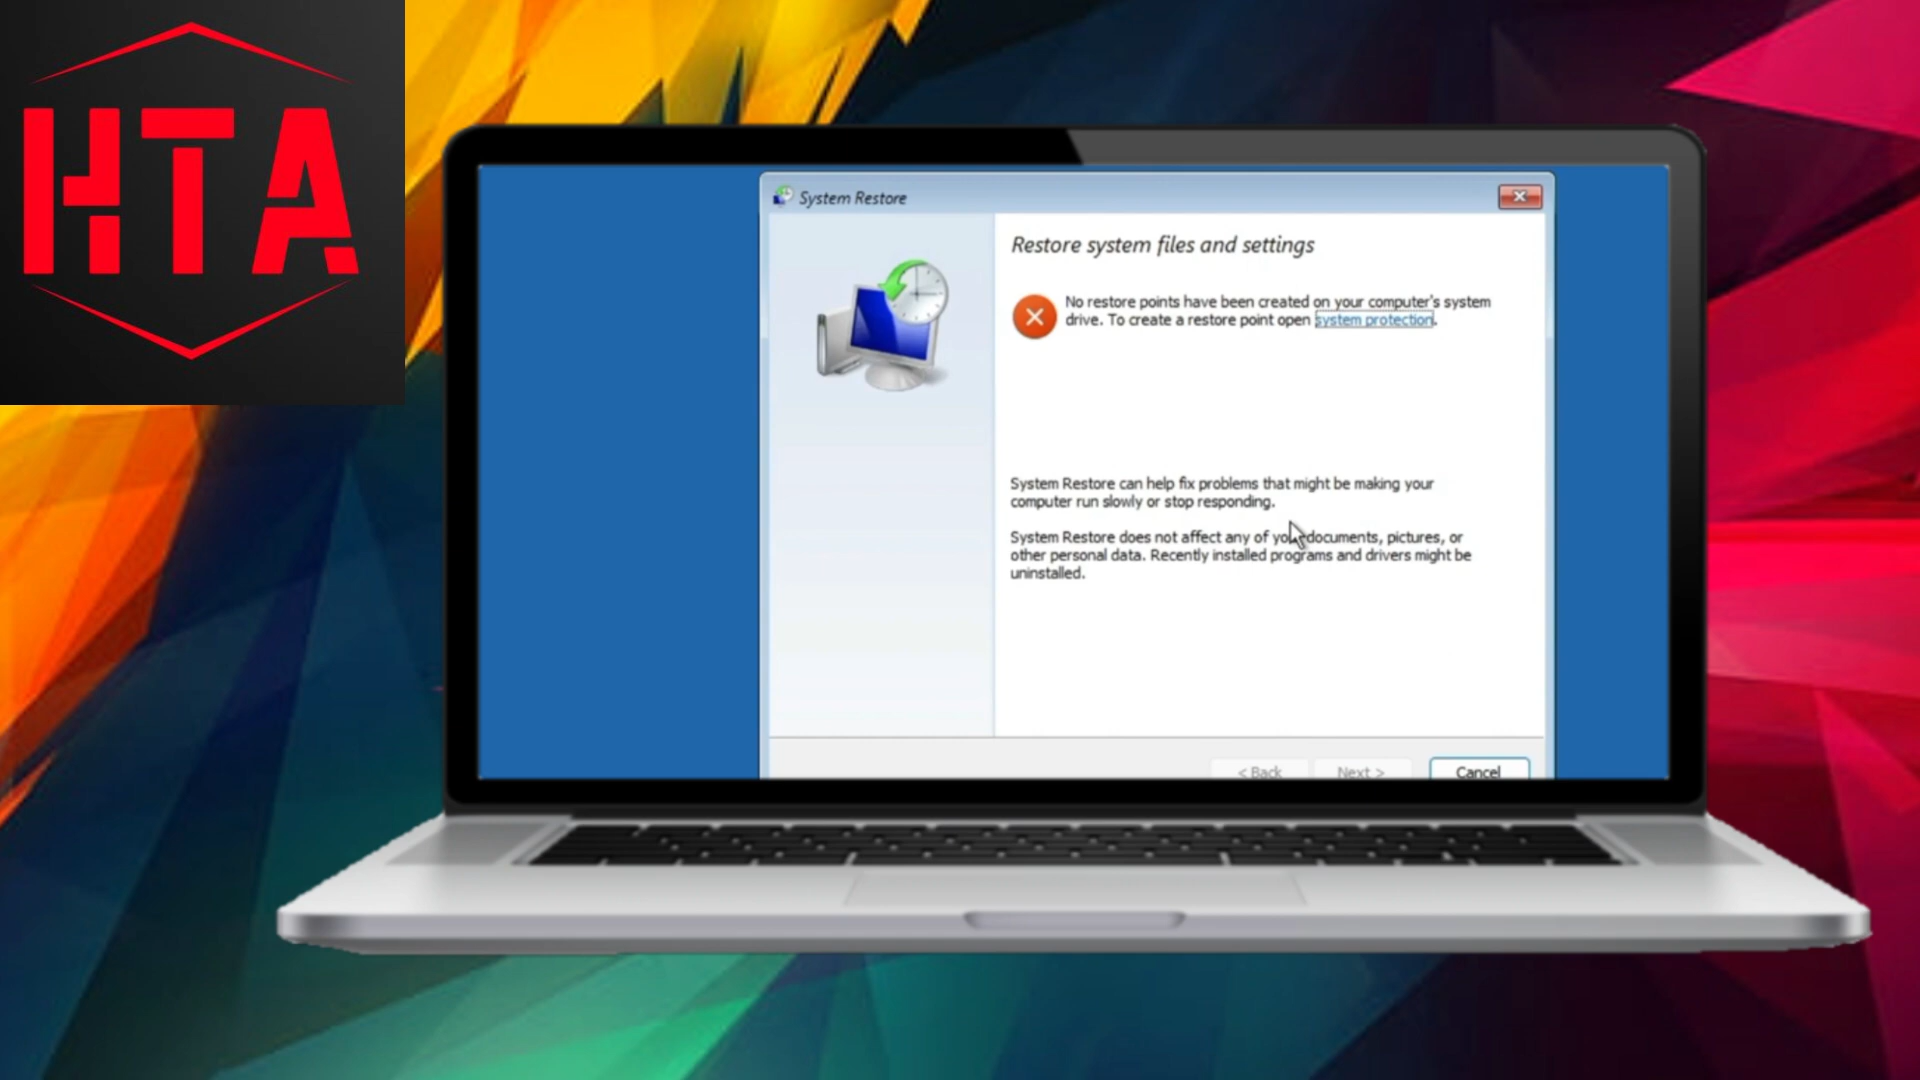 HTA
System Restore
Restore system files and settings
No restore points have been created on your computer's system
drive. To create a restore point open system protection.
System Restore can help fix problems that might be making your
computer run slowly or stop responding.
System Restore does not affect any of your documents, pictures, or
other personal data. Recently installed programs and drivers might be
uninstalled.
< Back Next > Cancel